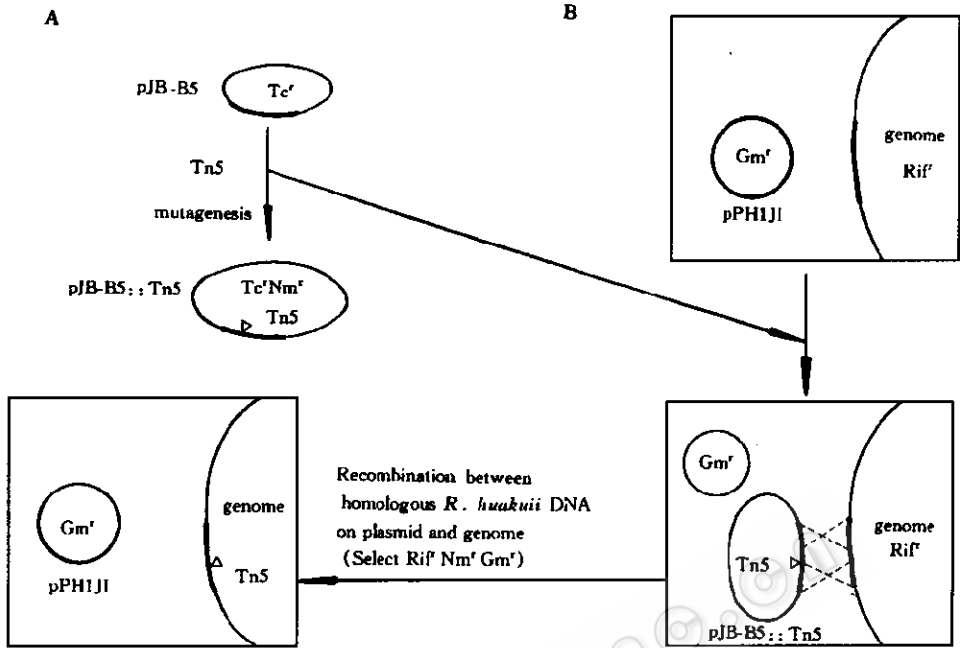 A
B
pJB-B5
Tcʳ
Tn5
mutagenesis
pJB-B5::Tn5
TcʳNmʳ
Tn5
Gmʳ
pPH1JI
genome
Rifʳ
Gmʳ
Tn5
pJB-B5::Tn5
genome
Rifʳ
Recombination between
homologous R. huakuii DNA
on plasmid and genome
(Select Rifʳ Nmʳ Gmʳ)
Gmʳ
pPH1JI
genome
Tn5